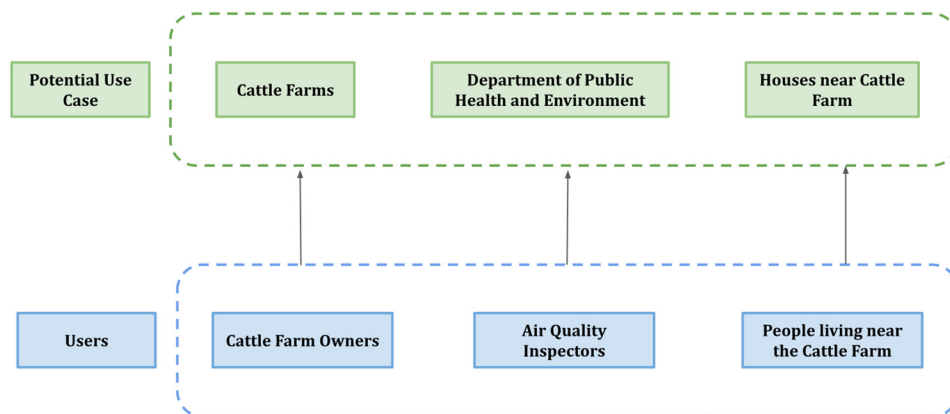 Potential Use
Case
Cattle Farms
Department of Public
Health and Environment
Houses near Cattle
Farm
Users
Cattle Farm Owners
Air Quality
Inspectors
People living near
the Cattle Farm